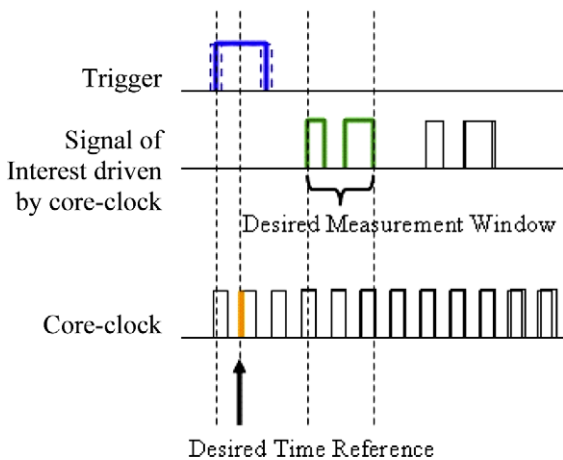 Trigger
Signal of
Interest driven
by core-clock
Desired Measurement Window
Core-clock
Desired Time Reference